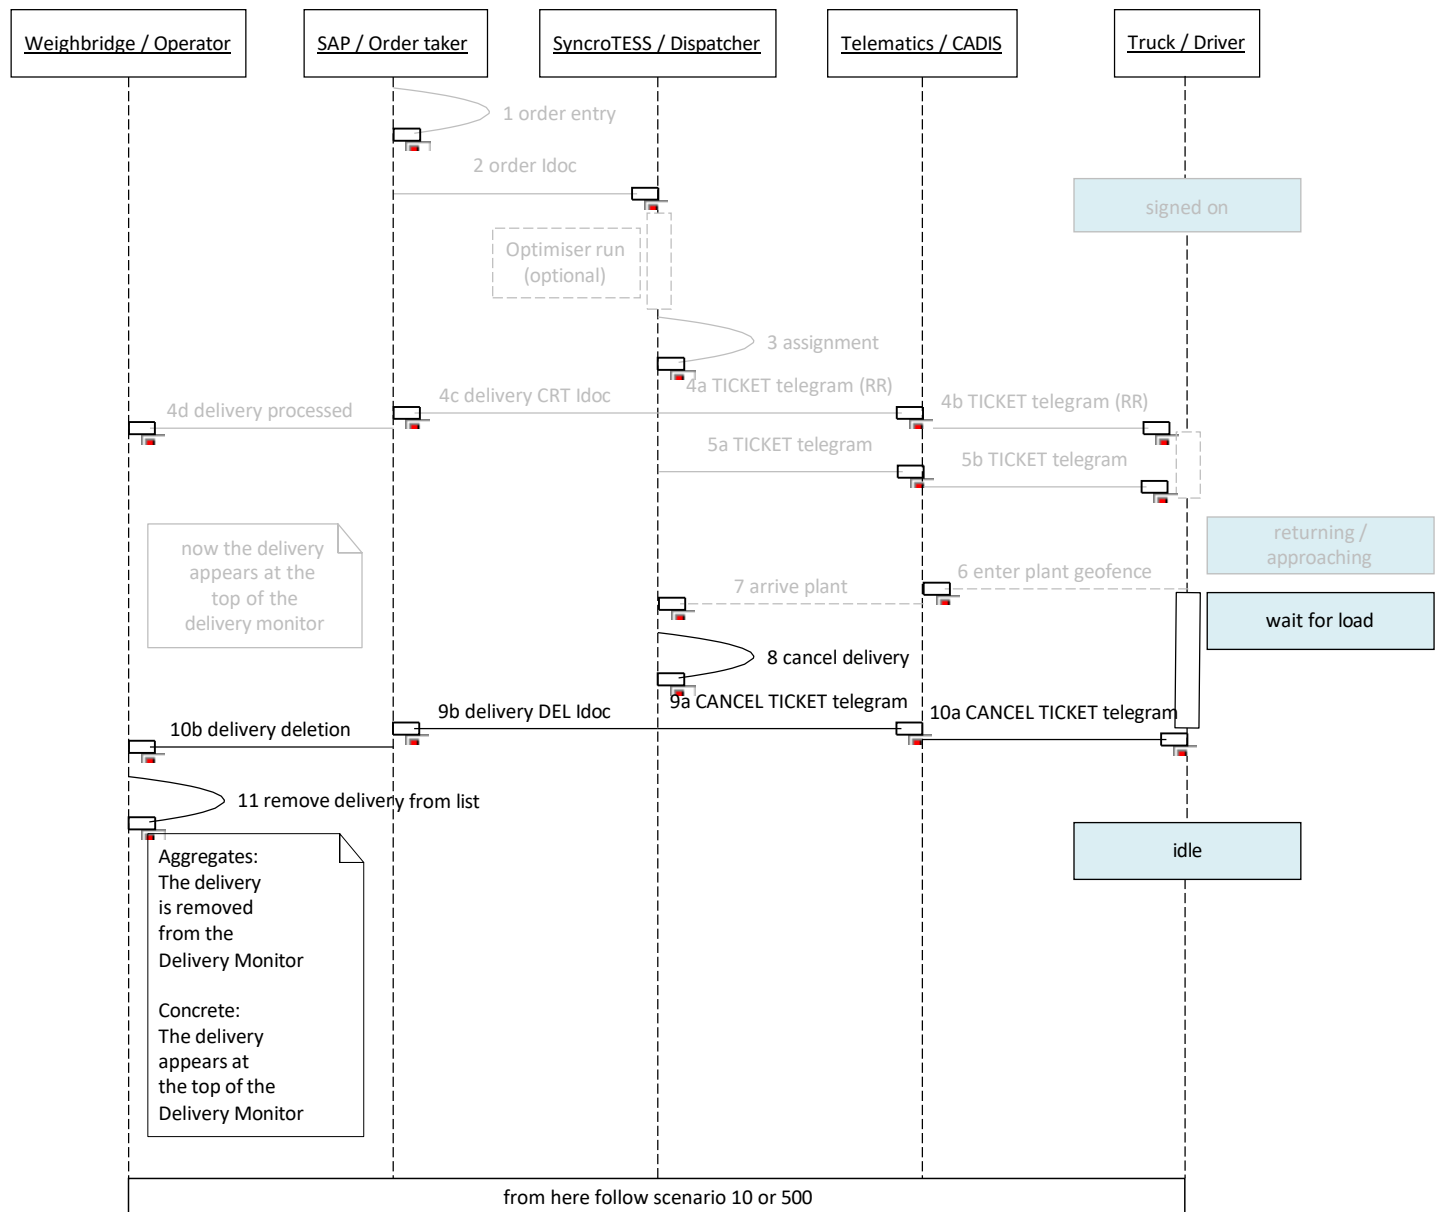 Weighbridge / Operator
SAP / Order taker
SyncroTESS / Dispatcher
Telematics / CADIS
Truck / Driver
1 order entry
2 order Idoc
signed on
Optimiser run
(optional)
3 assignment
4a TICKET telegram (RR)
4c delivery CRT Idoc
4b TICKET telegram (RR)
4d delivery processed
5a TICKET telegram
5b TICKET telegram
now the delivery
appears at the
top of the
delivery monitor
returning /
approaching
6 enter plant geofence
7 arrive plant
wait for load
8 cancel delivery
9a CANCEL TICKET telegram
9b delivery DEL Idoc
10a CANCEL TICKET telegram
10b delivery deletion
11 remove delivery from list
idle
Aggregates:
The delivery
is removed
from the
Delivery Monitor
Concrete:
The delivery
appears at
the top of the
Delivery Monitor
from here follow scenario 10 or 500